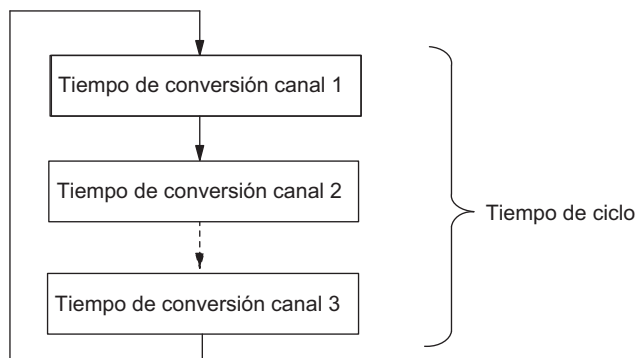 Tiempo de conversión canal 1
Tiempo de conversión canal 2
Tiempo de ciclo
Tiempo de conversión canal 3